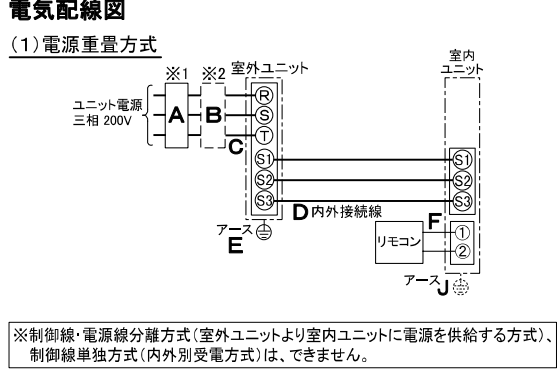 電気配線図
(1)電源重畳方式
※1 ※2 室外ユニット
室内
ユニット
ユニット電源
三相 200V
A B
R
S
T
C
S1 S1
S2 S2
S3 S3
D 内外接続線
アース
E
F
リモコン
1
2
アース J
※制御線・電源線分離方式(室外ユニットより室内ユニットに電源を供給する方式)、
制御線単独方式(内外別受電方式)は、できません。